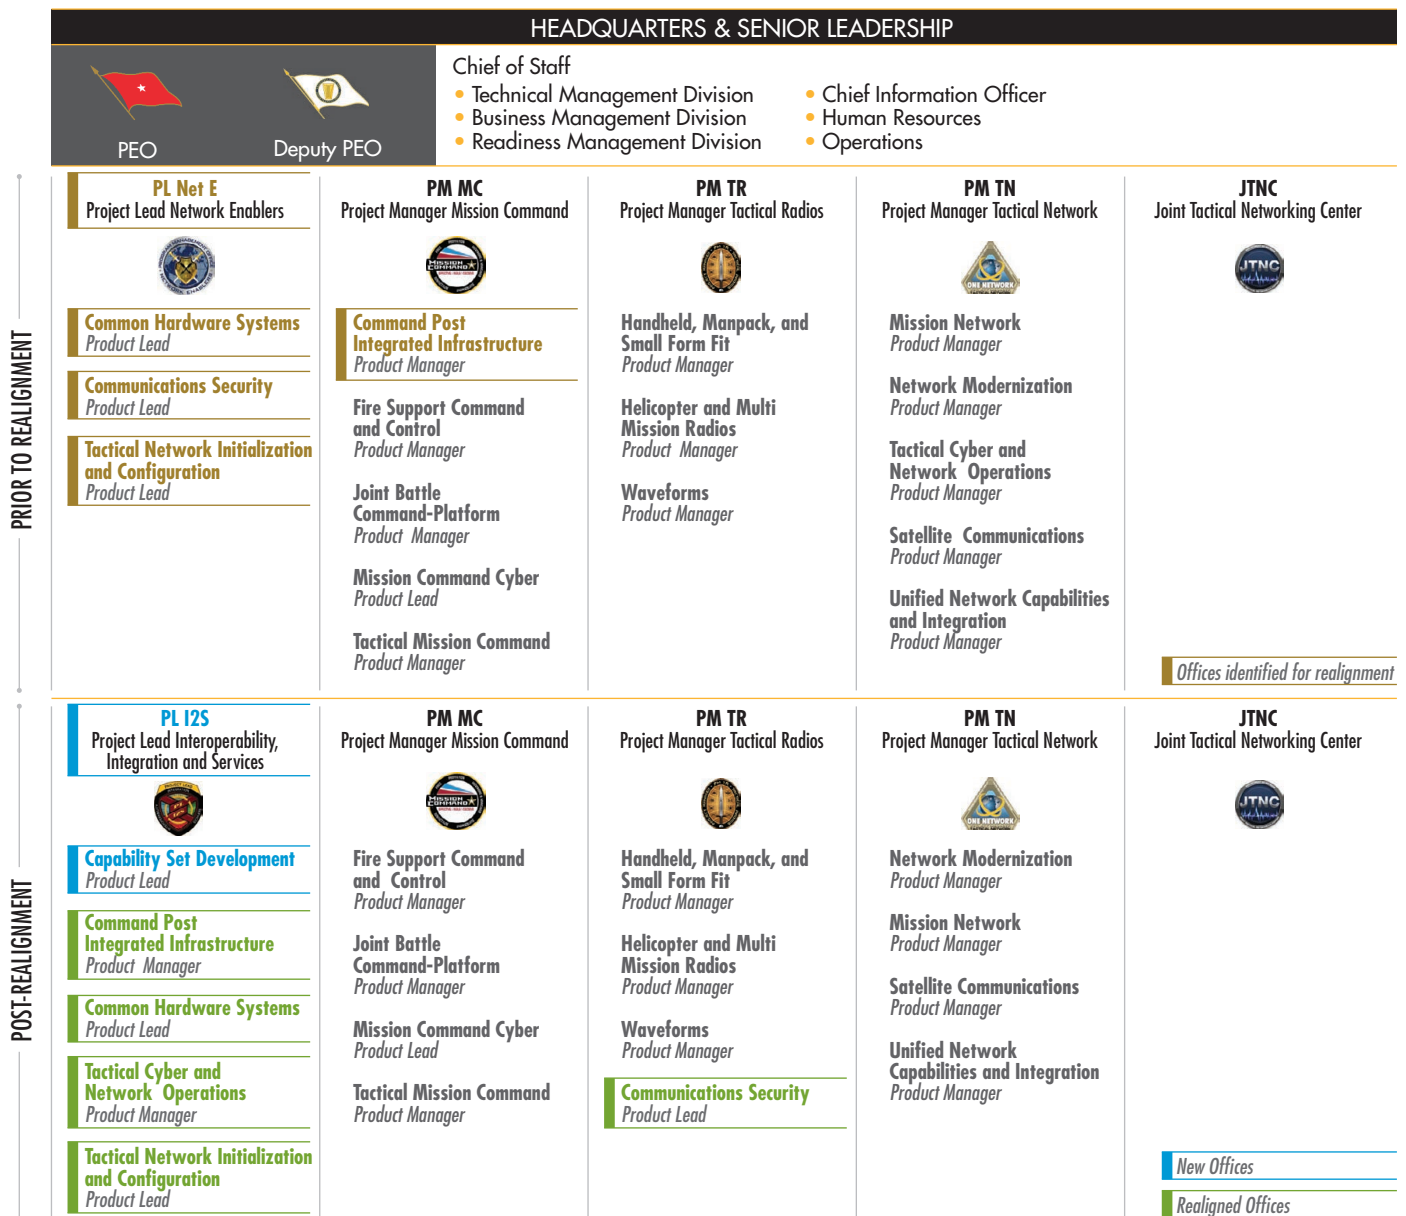 HEADQUARTERS & SENIOR LEADERSHIP
PEO
Deputy PEO
Chief of Staff
• Technical Management Division
• Business Management Division
• Readiness Management Division
• Chief Information Officer
• Human Resources
• Operations
PRIOR TO REALIGNMENT
PL Net E
Project Lead Network Enablers
Common Hardware Systems
Product Lead
Communications Security
Product Lead
Tactical Network Initialization
and Configuration
Product Lead
PM MC
Project Manager Mission Command
MISSION
COMMAND
Command Post
Integrated Infrastructure
Product Manager
Fire Support Command
and Control
Product Manager
Joint Battle
Command-Platform
Product Manager
Mission Command Cyber
Product Lead
Tactical Mission Command
Product Manager
PM TR
Project Manager Tactical Radios
Handheld, Manpack, and
Small Form Fit
Product Manager
Helicopter and Multi
Mission Radios
Product Manager
Waveforms
Product Manager
PM TN
Project Manager Tactical Network
ONE NETWORK
Mission Network
Product Manager
Network Modernization
Product Manager
Tactical Cyber and
Network Operations
Product Manager
Satellite Communications
Product Manager
Unified Network Capabilities
and Integration
Product Manager
JTNC
Joint Tactical Networking Center
JTNC
Offices identified for realignment
POST-REALIGNMENT
PL I2S
Project Lead Interoperability,
Integration and Services
Capability Set Development
Product Lead
Command Post
Integrated Infrastructure
Product Manager
Common Hardware Systems
Product Lead
Tactical Cyber and
Network Operations
Product Manager
Tactical Network Initialization
and Configuration
Product Lead
PM MC
Project Manager Mission Command
MISSION
COMMAND
Fire Support Command
and Control
Product Manager
Joint Battle
Command-Platform
Product Manager
Mission Command Cyber
Product Lead
Tactical Mission Command
Product Manager
PM TR
Project Manager Tactical Radios
Handheld, Manpack, and
Small Form Fit
Product Manager
Helicopter and Multi
Mission Radios
Product Manager
Waveforms
Product Manager
Communications Security
Product Lead
PM TN
Project Manager Tactical Network
ONE NETWORK
Network Modernization
Product Manager
Mission Network
Product Manager
Satellite Communications
Product Manager
Unified Network
Capabilities and Integration
Product Manager
JTNC
Joint Tactical Networking Center
JTNC
New Offices
Realigned Offices